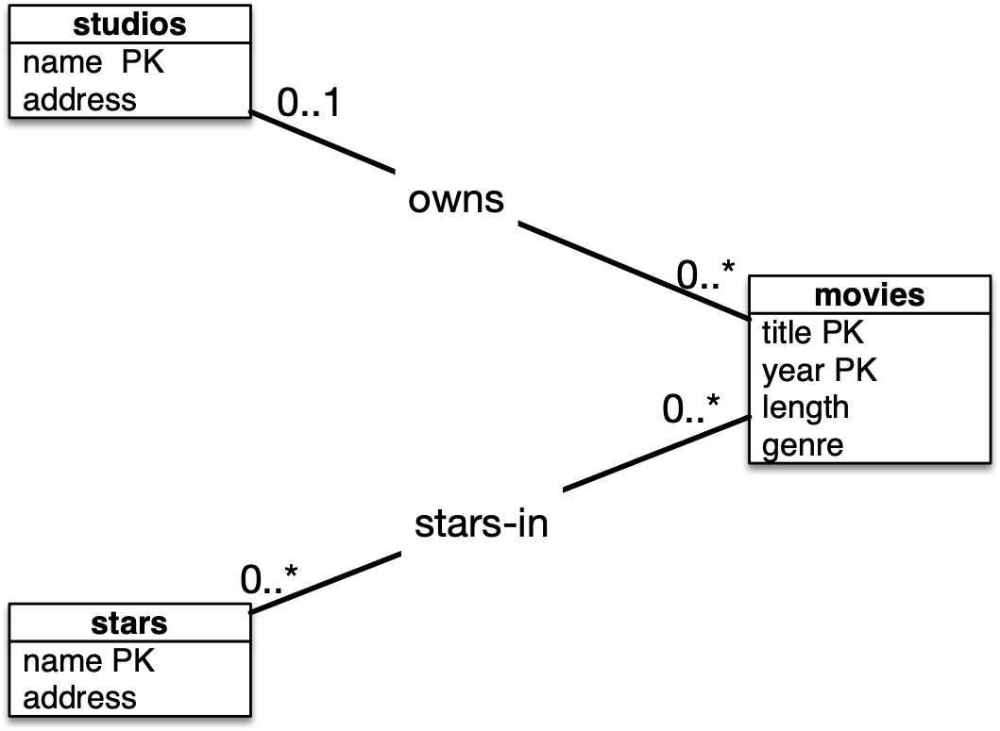 studios
name PK
address
0..1
owns
0..*
movies
title PK
year PK
length
genre
0..*
stars-in
0..*
stars
name PK
address